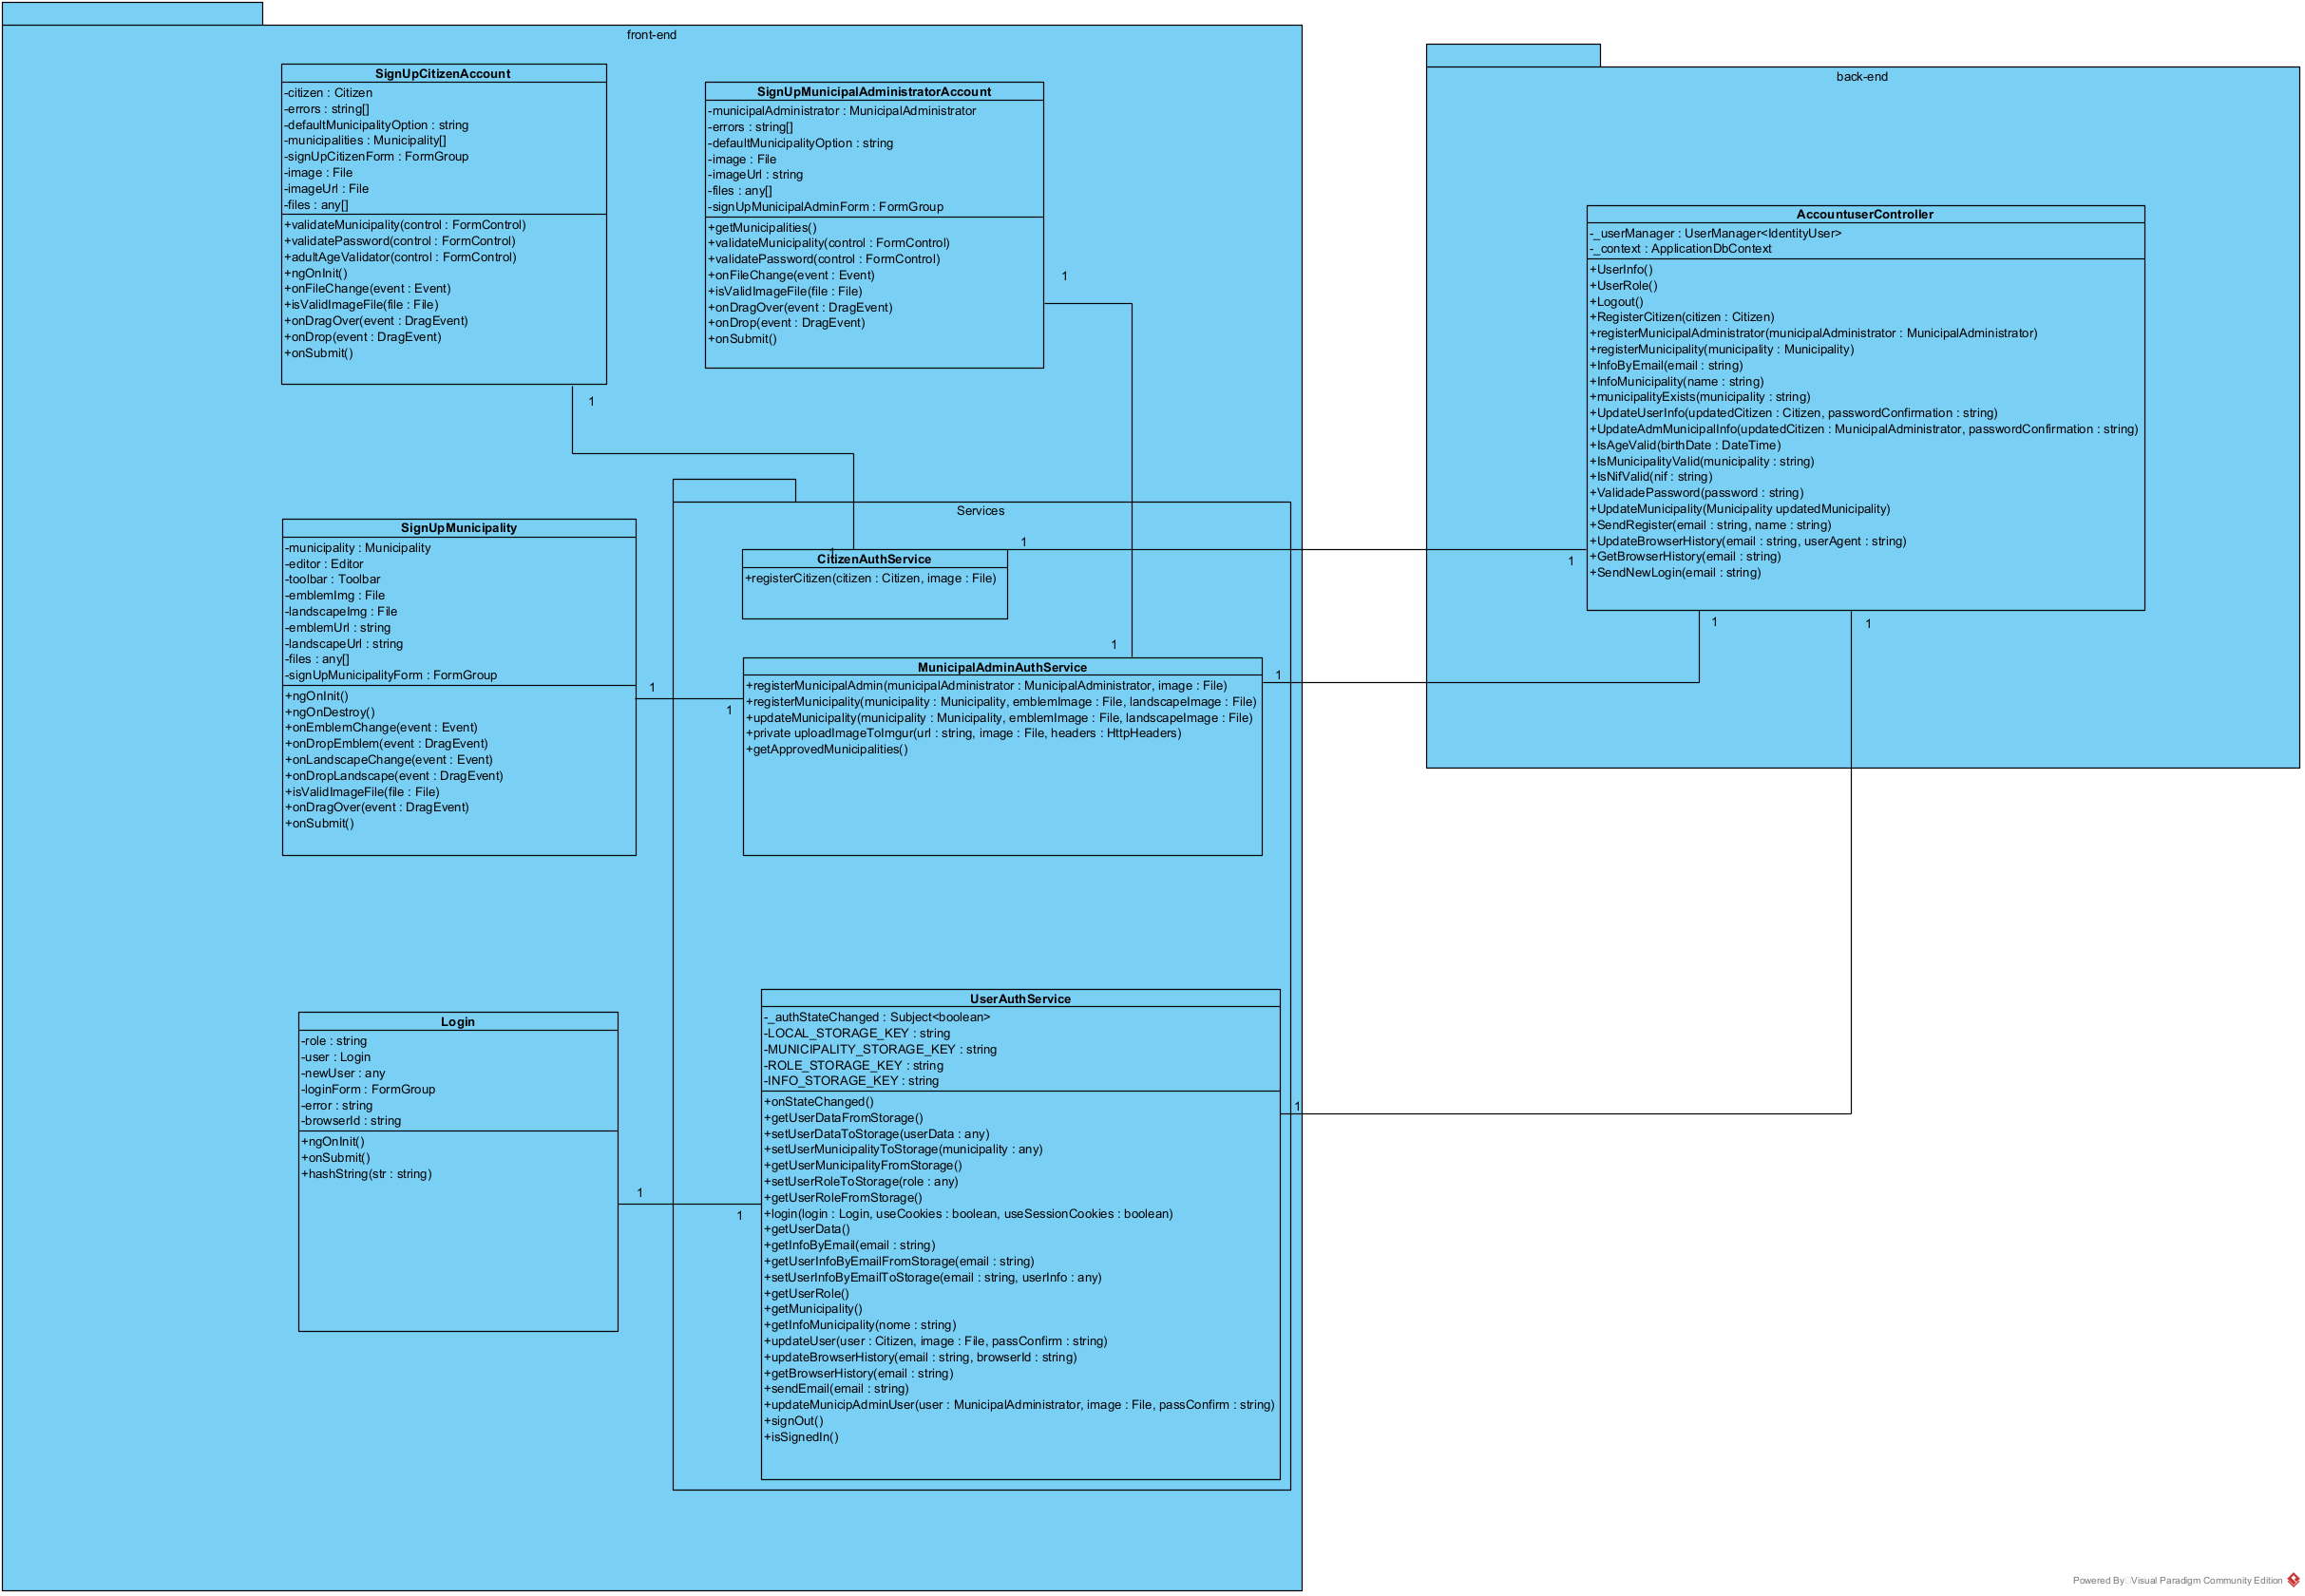 front-end
SignUpCitizenAccount
-citizen : Citizen
-errors : string[]
-defaultMunicipalityOption : string
-municipalities : Municipality[]
-signUpCitizenForm : FormGroup
-image : File
-imageUrl : File
-files : any[]
+validateMunicipality(control : FormControl)
+validatePassword(control : FormControl)
+adultAgeValidator(control : FormControl)
+ngOnInit()
+onFileChange(event : Event)
+isValidImageFile(file : File)
+onDragOver(event : DragEvent)
+onDrop(event : DragEvent)
+onSubmit()
1
SignUpMunicipalAdministratorAccount
-municipalAdministrator : MunicipalAdministrator
-errors : string[]
-defaultMunicipalityOption : string
-image : File
-imageUrl : string
-files : any[]
-signUpMunicipalAdminForm : FormGroup
+getMunicipalities()
+validateMunicipality(control : FormControl)
+validatePassword(control : FormControl)
+onFileChange(event : Event)
+isValidImageFile(file : File)
+onDragOver(event : DragEvent)
+onDrop(event : DragEvent)
+onSubmit()
1
SignUpMunicipality
-municipality : Municipality
-editor : Editor
-toolbar : Toolbar
-emblemImg : File
-landscapeImg : File
-emblemUrl : string
-landscapeUrl : string
-files : any[]
-signUpMunicipalityForm : FormGroup
+ngOnInit()
+ngOnDestroy()
+onEmblemChange(event : Event)
+onDropEmblem(event : DragEvent)
+onLandscapeChange(event : Event)
+onDropLandscape(event : DragEvent)
+isValidImageFile(file : File)
+onDragOver(event : DragEvent)
+onSubmit()
1
1
Services
1
CitizenAuthService
+registerCitizen(citizen : Citizen, image : File)
1
1
1
MunicipalAdminAuthService
+registerMunicipalAdmin(municipalAdministrator : MunicipalAdministrator, image : File)
+registerMunicipality(municipality : Municipality, emblemImage : File, landscapeImage : File)
+updateMunicipality(municipality : Municipality, emblemImage : File, landscapeImage : File)
+private uploadImageToImgur(url : string, image : File, headers : HttpHeaders)
+getApprovedMunicipalities()
1
Login
-role : string
-user : Login
-newUser : any
-loginForm : FormGroup
-error : string
-browserId : string
+ngOnInit()
+onSubmit()
+hashString(str : string)
1
1
UserAuthService
-_authStateChanged : Subject<boolean>
-LOCAL_STORAGE_KEY : string
-MUNICIPALITY_STORAGE_KEY : string
-ROLE_STORAGE_KEY : string
-INFO_STORAGE_KEY : string
+onStateChanged()
+getUserDataFromStorage()
+setUserDataToStorage(userData : any)
+setUserMunicipalityToStorage(municipality : any)
+getUserMunicipalityFromStorage()
+setUserRoleToStorage(role : any)
+getUserRoleFromStorage()
+login(login : Login, useCookies : boolean, useSessionCookies : boolean)
+getUserData()
+getInfoByEmail(email : string)
+getUserInfoByEmailFromStorage(email : string)
+setUserInfoByEmailToStorage(email : string, userInfo : any)
+getUserRole()
+getMunicipality()
+getInfoMunicipality(nome : string)
+updateUser(user : Citizen, image : File, passConfirm : string)
+updateBrowserHistory(email : string, browserId : string)
+getBrowserHistory(email : string)
+sendEmail(email : string)
+updateMunicipAdminUser(user : MunicipalAdministrator, image : File, passConfirm : string)
+signOut()
+isSignedIn()
1
back-end
AccountuserController
-_userManager : UserManager<IdentityUser>
-_context : ApplicationDbContext
+UserInfo()
+UserRole()
+Logout()
+RegisterCitizen(citizen : Citizen)
+registerMunicipalAdministrator(municipalAdministrator : MunicipalAdministrator)
+registerMunicipality(municipality : Municipality)
+InfoByEmail(email : string)
+InfoMunicipality(name : string)
+municipalityExists(municipality : string)
+UpdateUserInfo(updatedCitizen : Citizen, passwordConfirmation : string)
+UpdateAdmMunicipalInfo(updatedCitizen : MunicipalAdministrator, passwordConfirmation : string)
+IsAgeValid(birthDate : DateTime)
+IsMunicipalityValid(municipality : string)
+IsNifValid(nif : string)
+ValidadePassword(password : string)
+UpdateMunicipality(Municipality updatedMunicipality)
+SendRegister(email : string, name : string)
+UpdateBrowserHistory(email : string, userAgent : string)
+GetBrowserHistory(email : string)
+SendNewLogin(email : string)
1
1
Powered By Visual Paradigm Community Edition